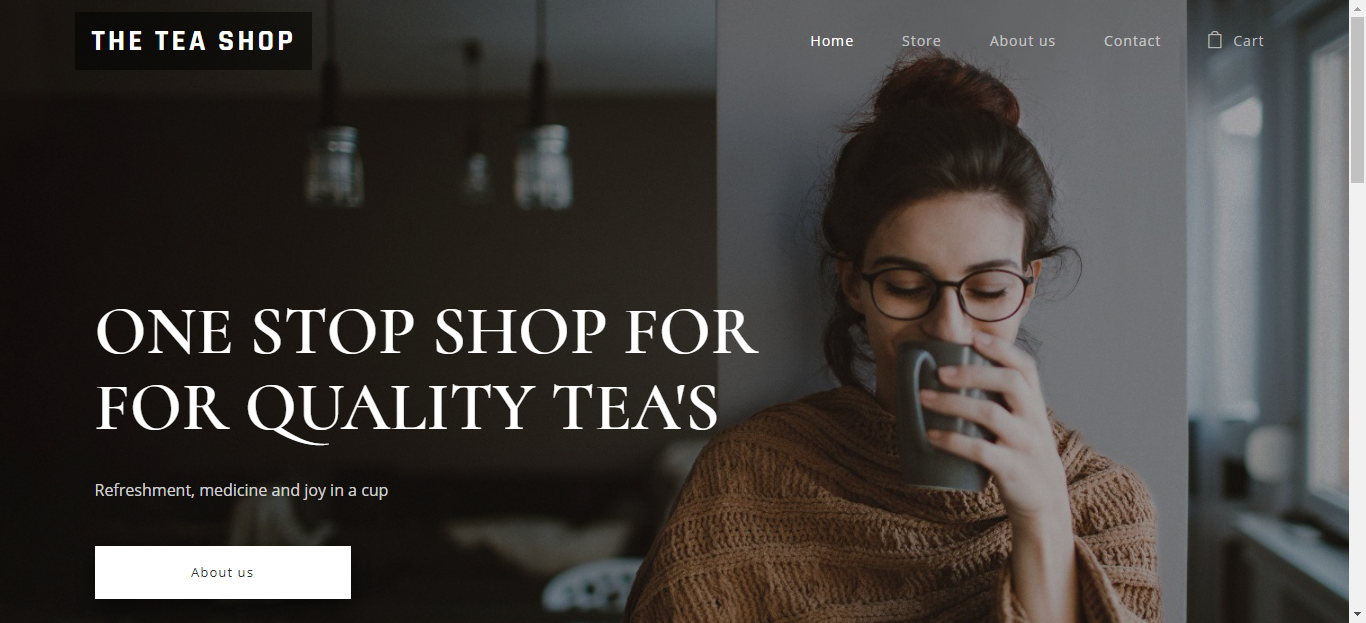 THE TEA SHOP
Home Store About us Contact Cart
ONE STOP SHOP FOR
FOR QUALITY TEA'S
Refreshment, medicine and joy in a cup
About us